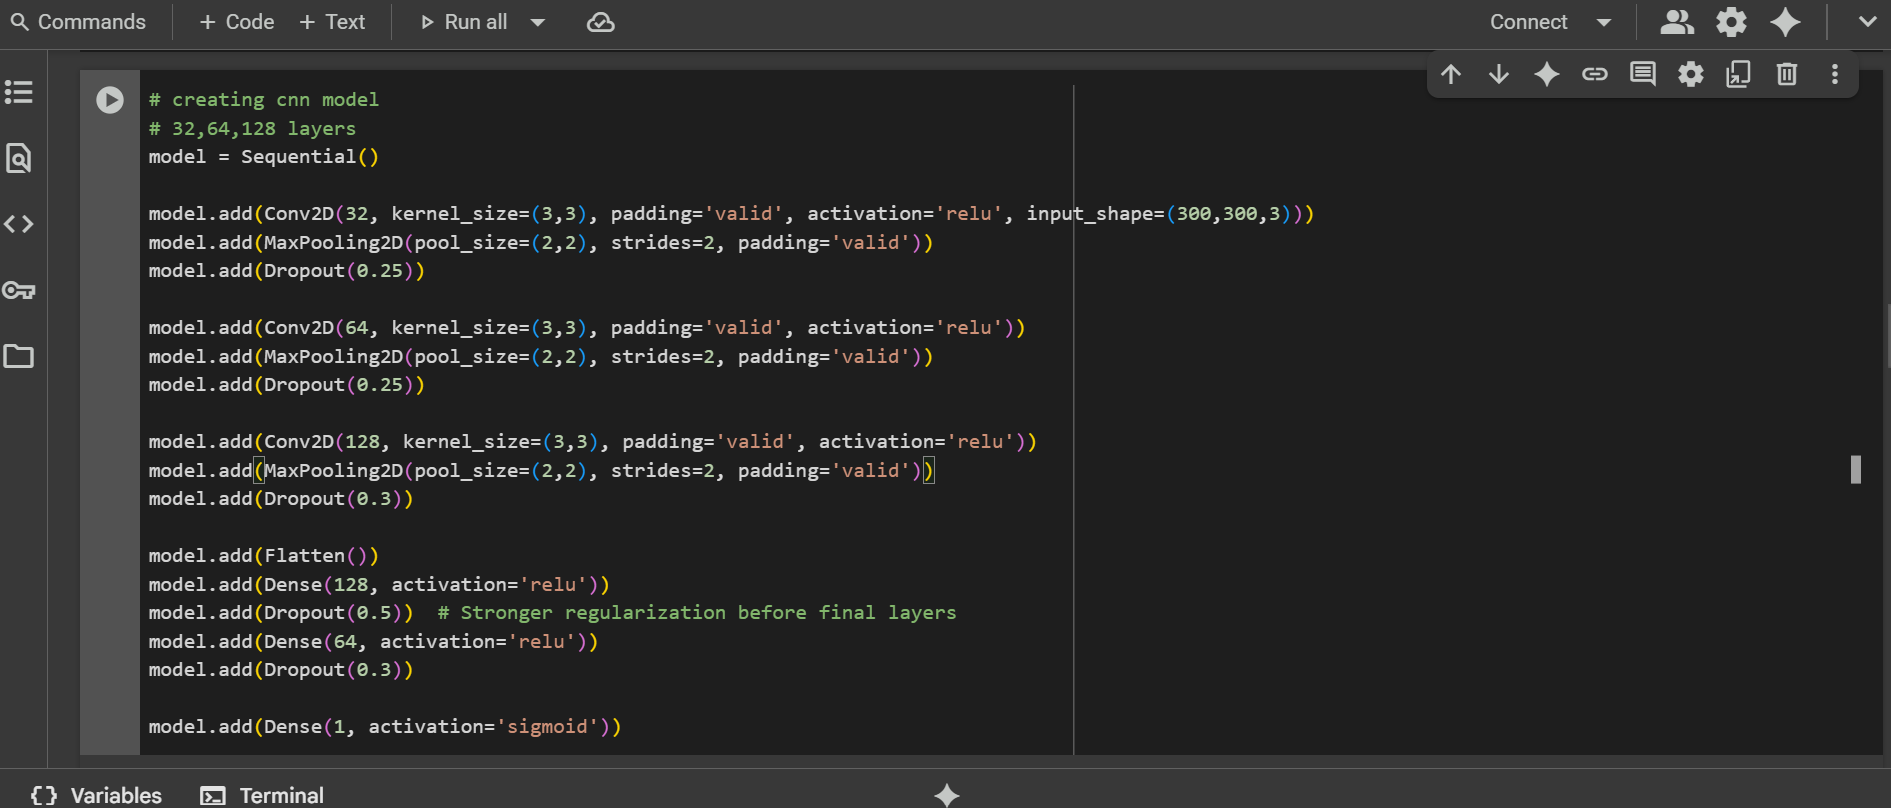 Commands + Code + Text Run all Connect
# creating cnn model
# 32,64,128 layers
model = Sequential()
model.add(Conv2D(32, kernel_size=(3,3), padding='valid', activation='relu', input_shape=(300,300,3)))
model.add(MaxPooling2D(pool_size=(2,2), strides=2, padding='valid'))
model.add(Dropout(0.25))
model.add(Conv2D(64, kernel_size=(3,3), padding='valid', activation='relu'))
model.add(MaxPooling2D(pool_size=(2,2), strides=2, padding='valid'))
model.add(Dropout(0.25))
model.add(Conv2D(128, kernel_size=(3,3), padding='valid', activation='relu'))
model.add(MaxPooling2D(pool_size=(2,2), strides=2, padding='valid'))
model.add(Dropout(0.3))
model.add(Flatten())
model.add(Dense(128, activation='relu'))
model.add(Dropout(0.5))  # Stronger regularization before final layers
model.add(Dense(64, activation='relu'))
model.add(Dropout(0.3))
model.add(Dense(1, activation='sigmoid'))
{} Variables Terminal